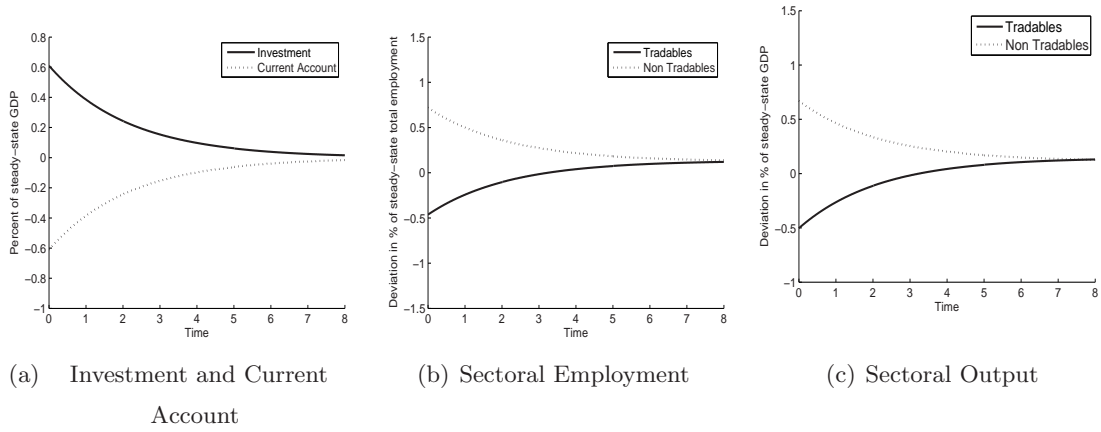 0.8
0.6
0.4
0.2
0
−0.2
−0.4
−0.6
−0.8
−1
Percent of steady−state GDP
Investment
Current Account
0 1 2 3 4 5 6 7 8
Time
(a) Investment and Current
Account
1.5
1
0.5
0
−0.5
−1
−1.5
Deviation in % of steady−state total employment
Tradables
Non Tradables
0 1 2 3 4 5 6 7 8
Time
(b) Sectoral Employment
1.5
1
0.5
0
−0.5
−1
Deviation in % of steady−state GDP
Tradables
Non Tradables
0 1 2 3 4 5 6 7 8
Time
(c) Sectoral Output